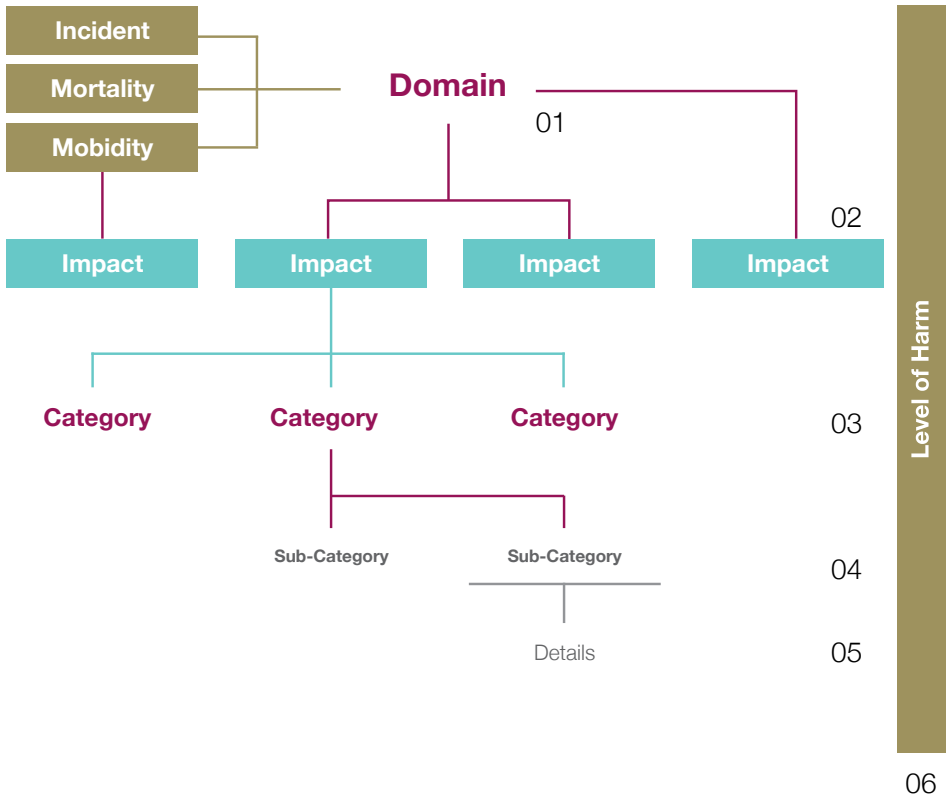 Incident
Mortality
Mobidity
Domain
01
02
Impact
Impact
Impact
Impact
Category
Category
Category
03
Sub-Category
Sub-Category
04
Details
05
Level of Harm
06